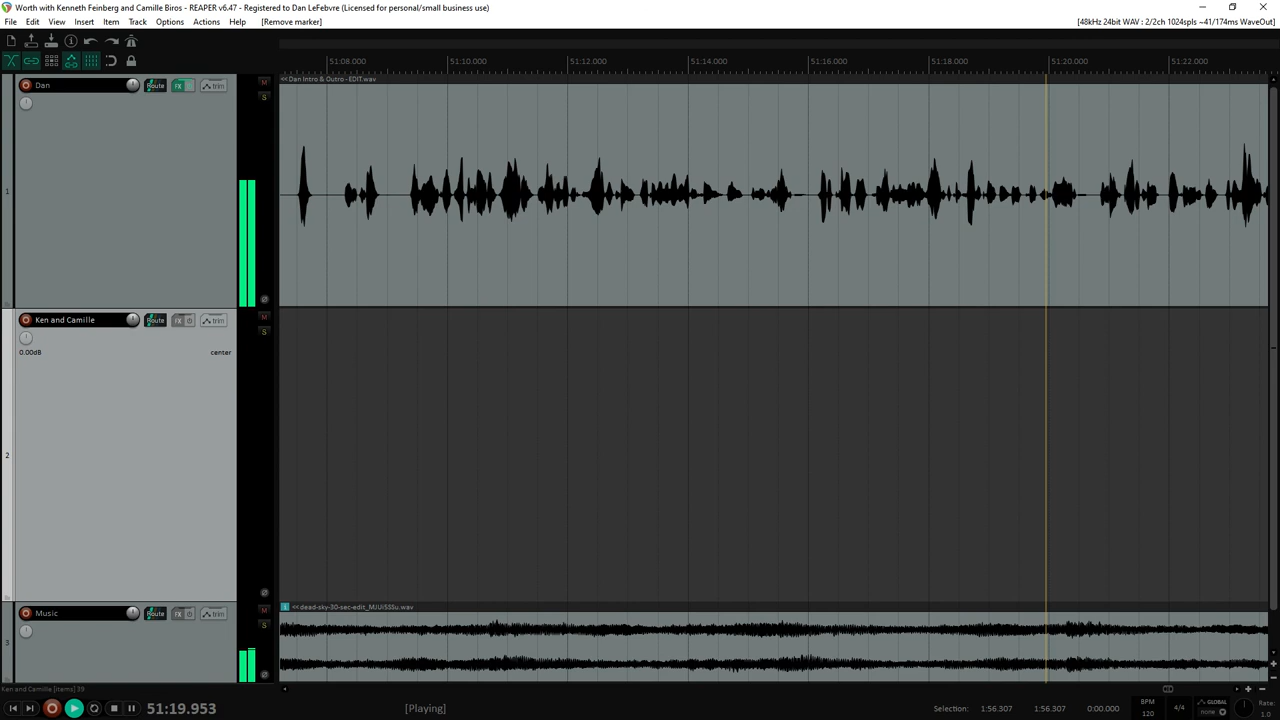 Worth with Kenneth Feinberg and Camille Biros - REAPER v6.47 - Registered to Dan LeFebvre (Licensed for personal/small business use)
File Edit View Insert Item Track Options Actions Help [Remove marker] [48kHz 24bit WAV : 2/2ch 1024spls ~41/174ms WaveOut]
51:08.000 51:10.000 51:12.000 51:14.000 51:16.000 51:18.000 51:20.000 51:22.000
<< Dan Intro & Outro -EDIT.wav
1 Dan Route FX trim M
S
2 Ken and Camille Route FX trim M
S
0.00dB center
<< dead-sky-30-sec-edit_MJUi5SSu.wav
3 Music Route FX trim M
S
Ken and Camille [items] 39
51:19.953 [Playing] Selection: 1:56.307 1:56.307 0:00.000 BPM 120 4/4 GLOBAL none Rate: 1.0